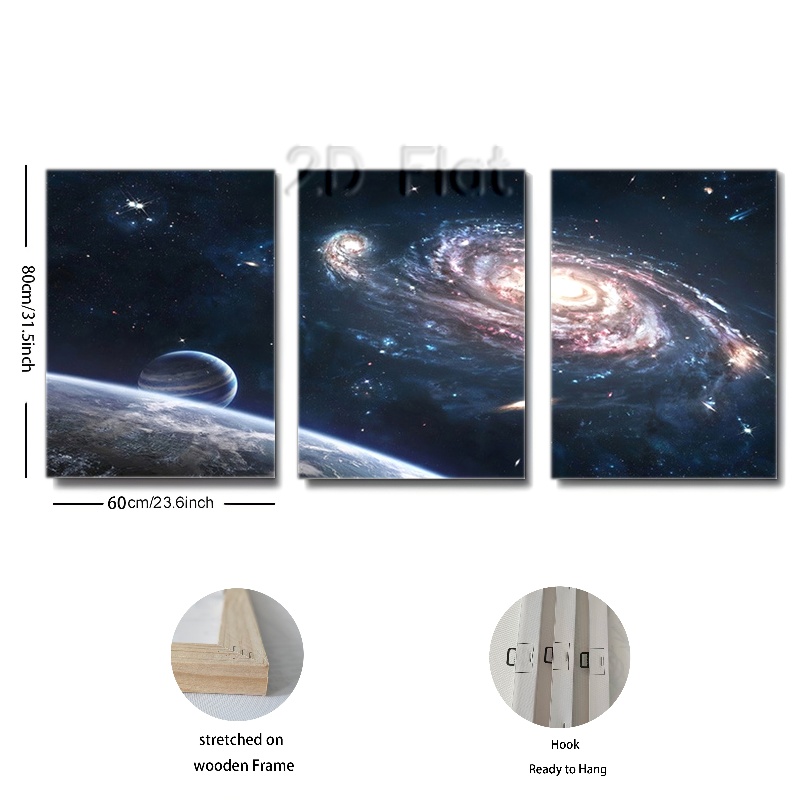 2D Flat
80cm/31.5inch
60cm/23.6inch
stretched on
wooden Frame
Hook
Ready to Hang